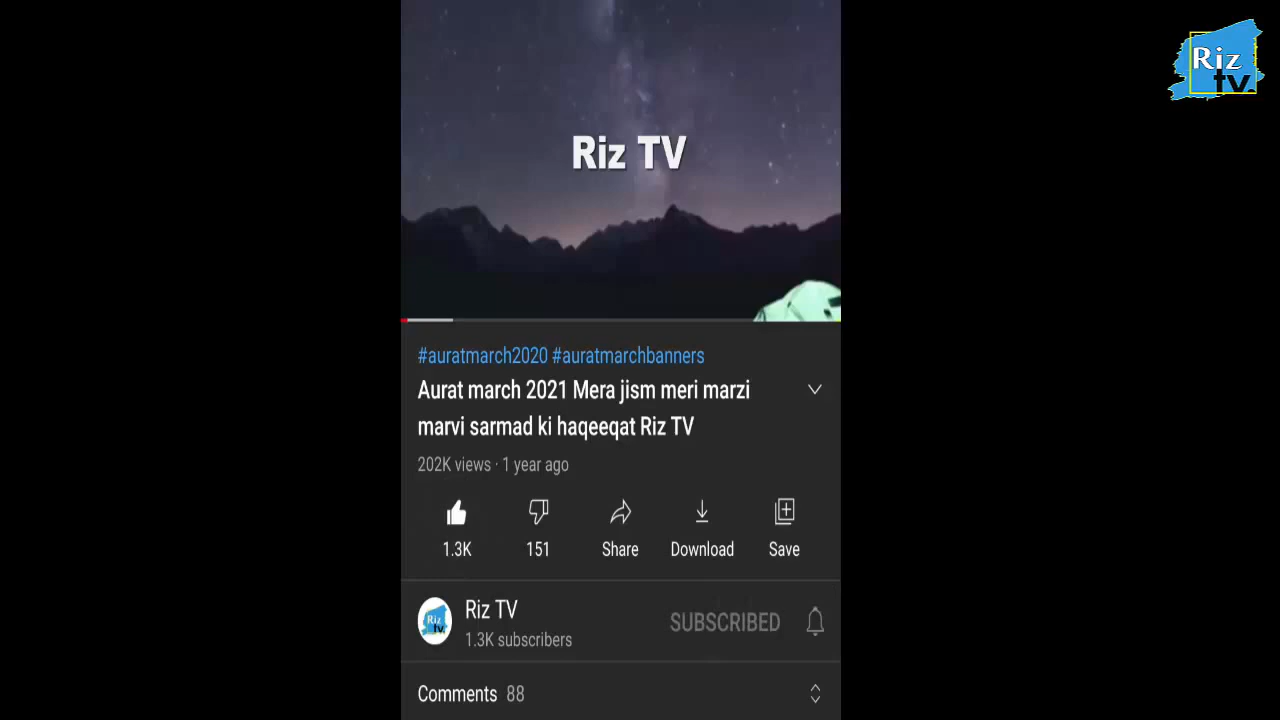 Riz
tv
Riz TV
#auratmarch2020 #auratmarchbanners
Aurat march 2021 Mera jism meri marzi
marvi sarmad ki haqeeqat Riz TV
202K views · 1 year ago
1.3K 151 Share Download Save
Riz
tv
Riz TV
1.3K subscribers
SUBSCRIBED
Comments 88